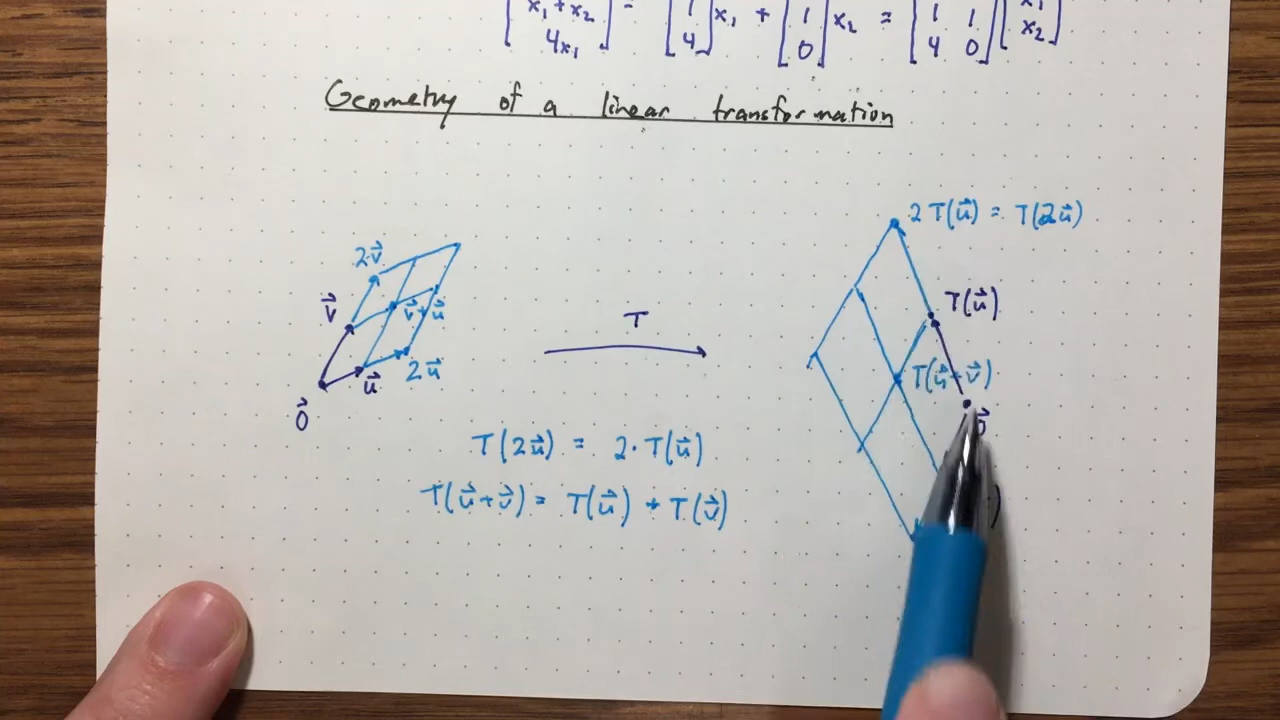 [x₁+x₂ 4x₁] = [1 4]x₁ + [1 0]x₂ = [1 1 4 0][x₁ x₂]
Geometry of a linear transformation
2T(u⃗) = T(2u⃗)
2v⃗
v⃗
v⃗+u⃗
T(u⃗)
T
u⃗
2u⃗
T(u⃗+v⃗)
0⃗
0⃗
T(2u⃗) = 2·T(u⃗)
T(u⃗+v⃗) = T(u⃗) + T(v⃗)